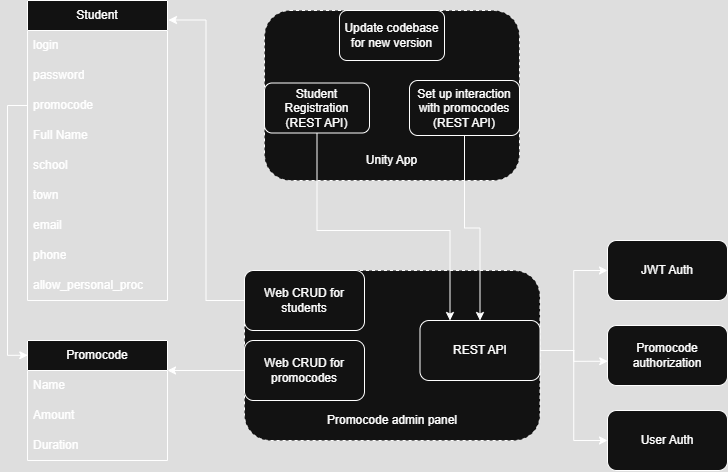 Student
login
password
promocode
Full Name
school
town
email
phone
allow_personal_proc
Promocode
Name
Amount
Duration
Update codebase
for new version
Student
Registration
(REST API)
Set up interaction
with promocodes
(REST API)
Unity App
Web CRUD for
students
Web CRUD for
promocodes
REST API
Promocode admin panel
JWT Auth
Promocode
authorization
User Auth